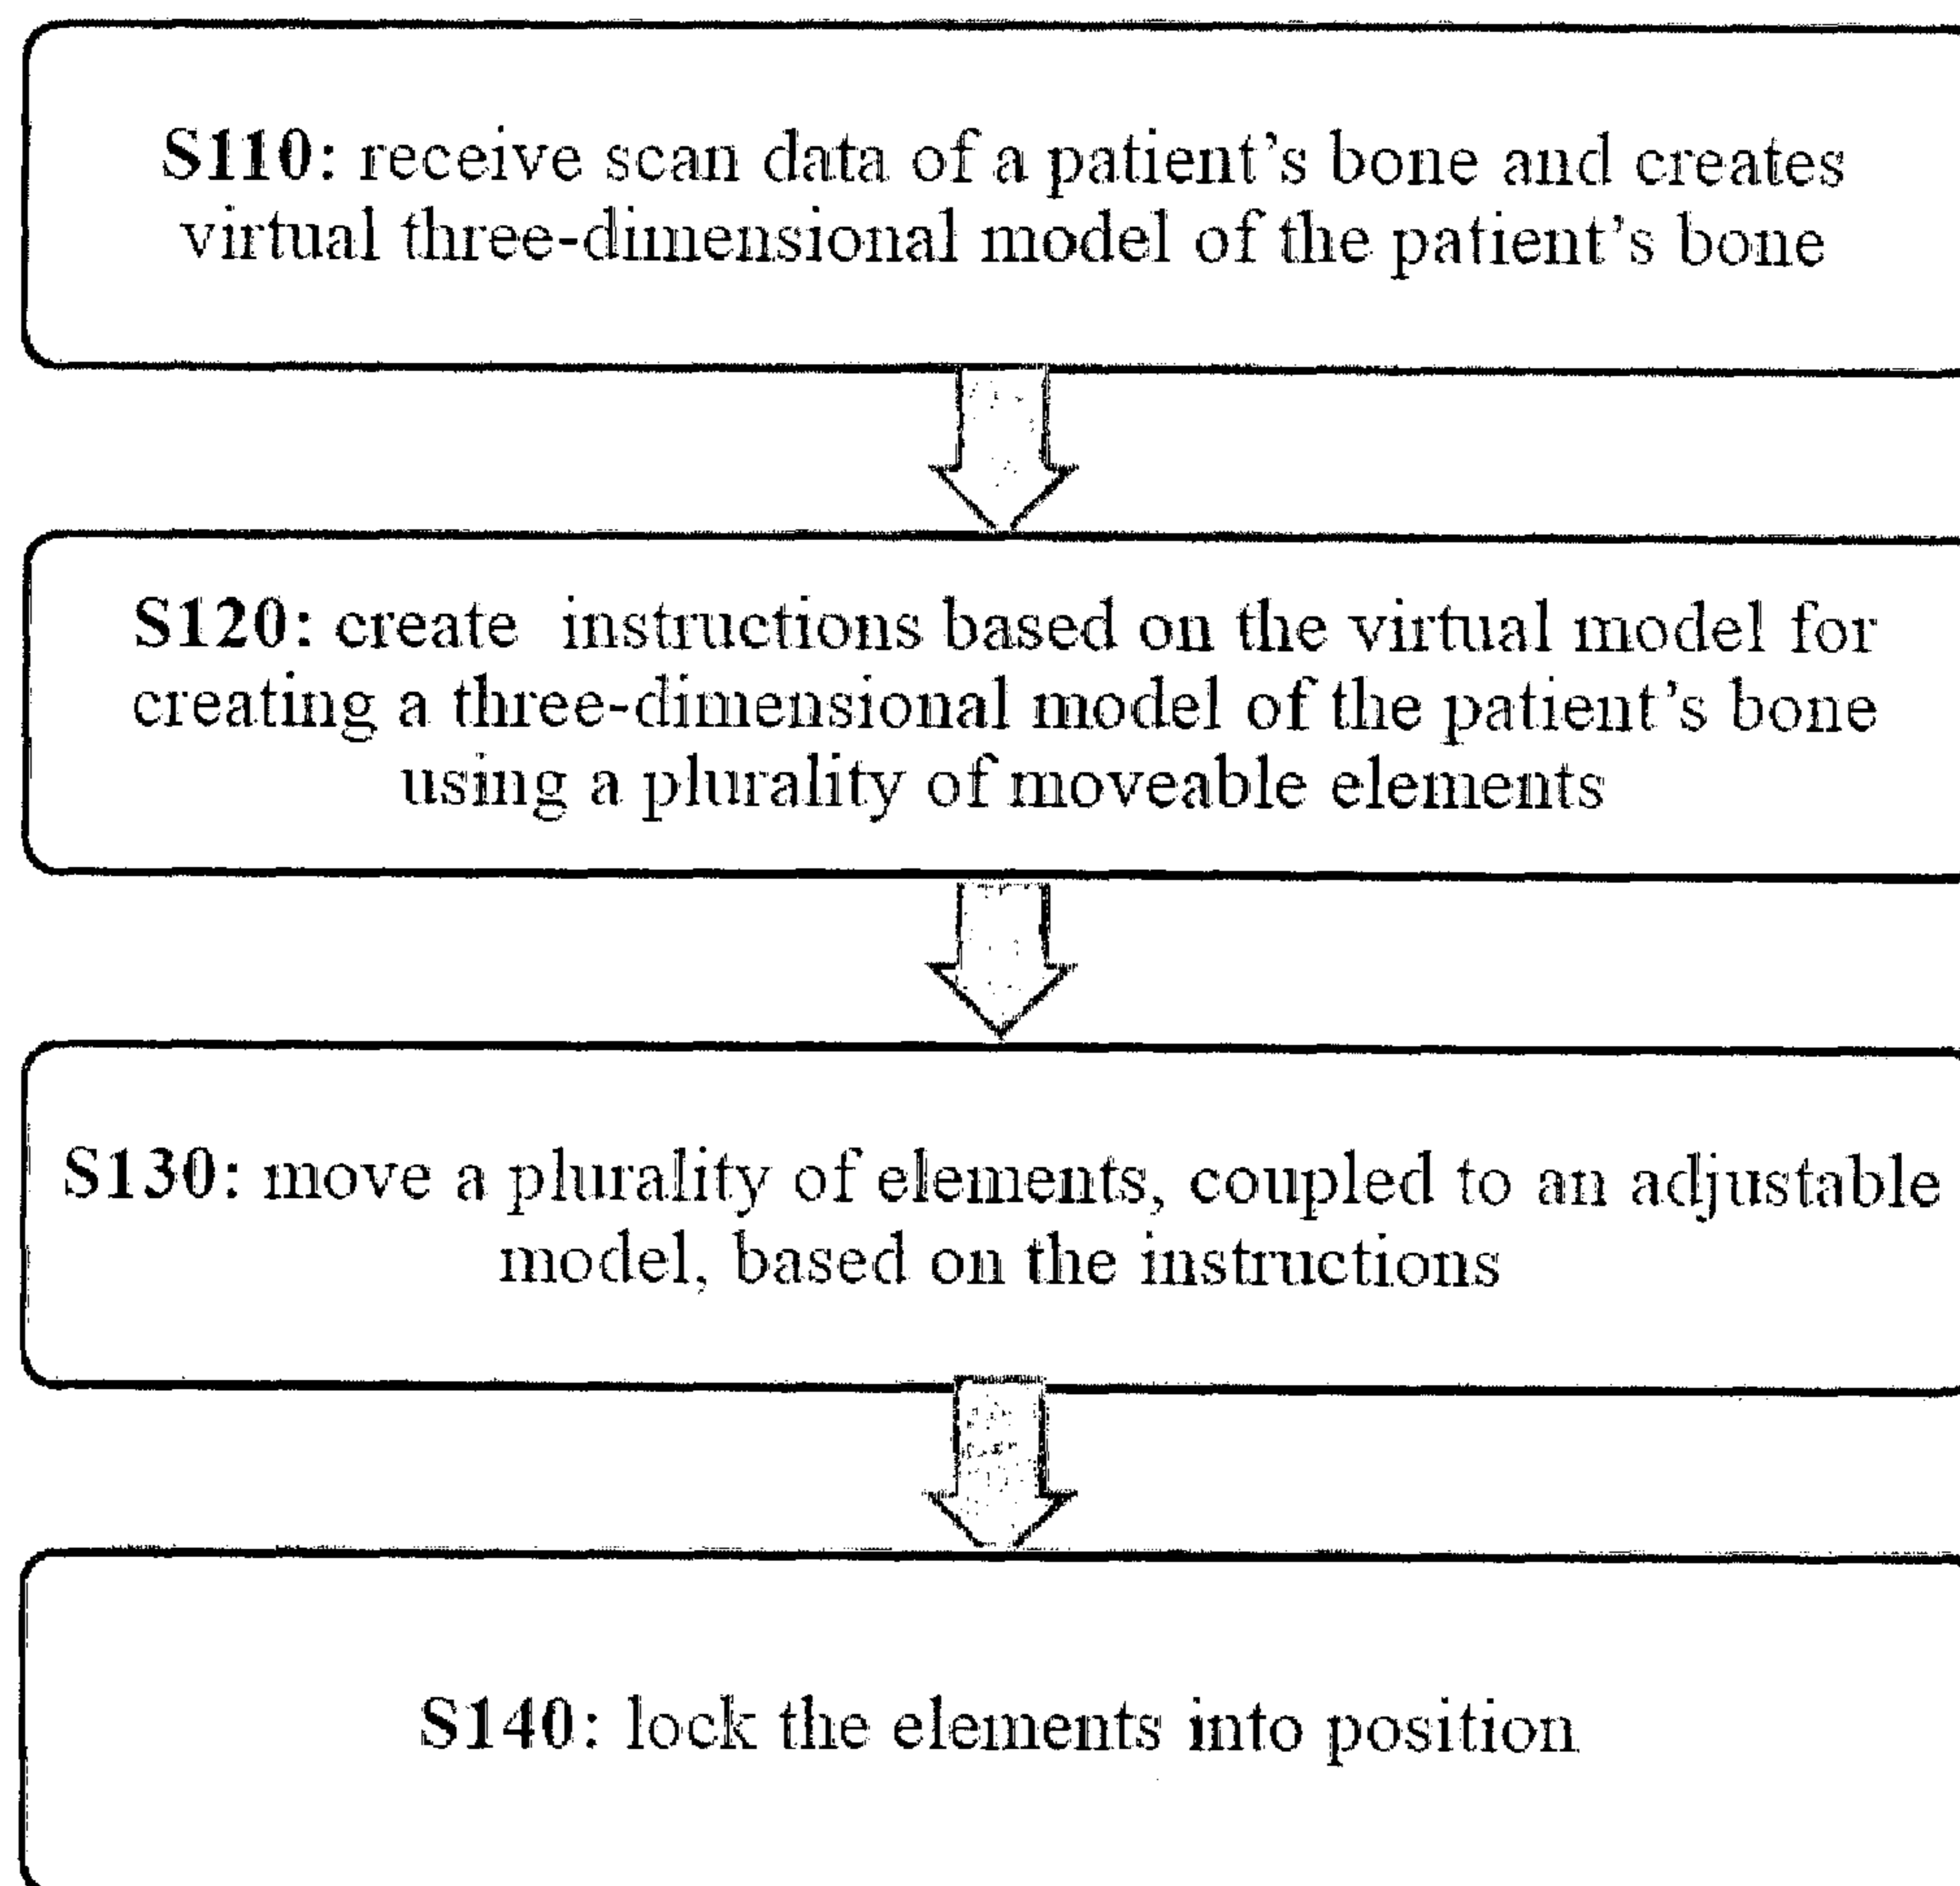 S110: receive scan data of a patient's bone and creates
virtual three-dimensional model of the patient's bone
S120: create instructions based on the virtual model for
creating a three-dimensional model of the patient's bone
using a plurality of moveable elements
S130: move a plurality of elements, coupled to an adjustable
model, based on the instructions
S140: lock the elements into position